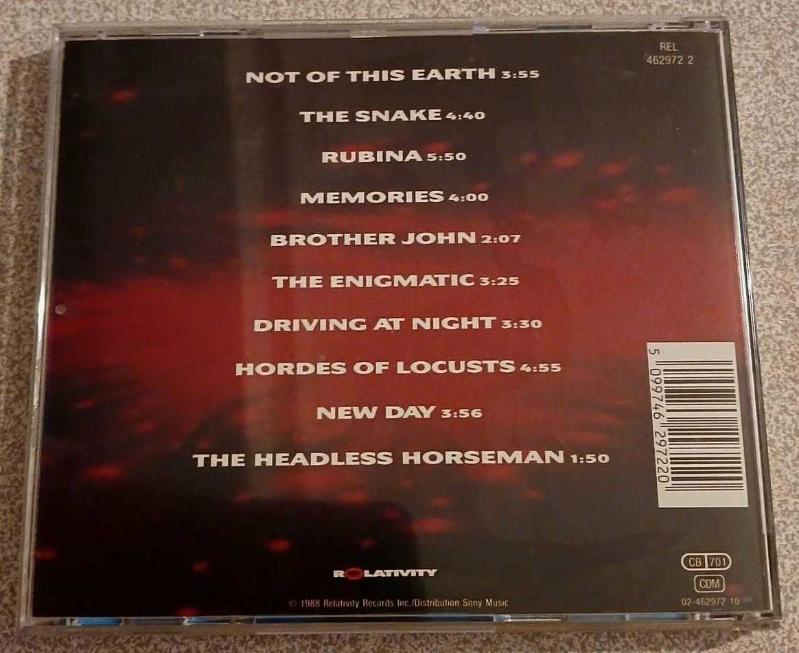 REL
462972 2
NOT OF THIS EARTH 3:55
THE SNAKE 4:40
RUBINA 5:50
MEMORIES 4:00
BROTHER JOHN 2:07
THE ENIGMATIC 3:25
DRIVING AT NIGHT 3:30
HORDES OF LOCUSTS 4:55
NEW DAY 3:56
THE HEADLESS HORSEMAN 1:50
5 099746 297220
RELATIVITY
CB 701
CDM
© 1988 Relativity Records Inc./Distribution Sony Music
02-462972 10